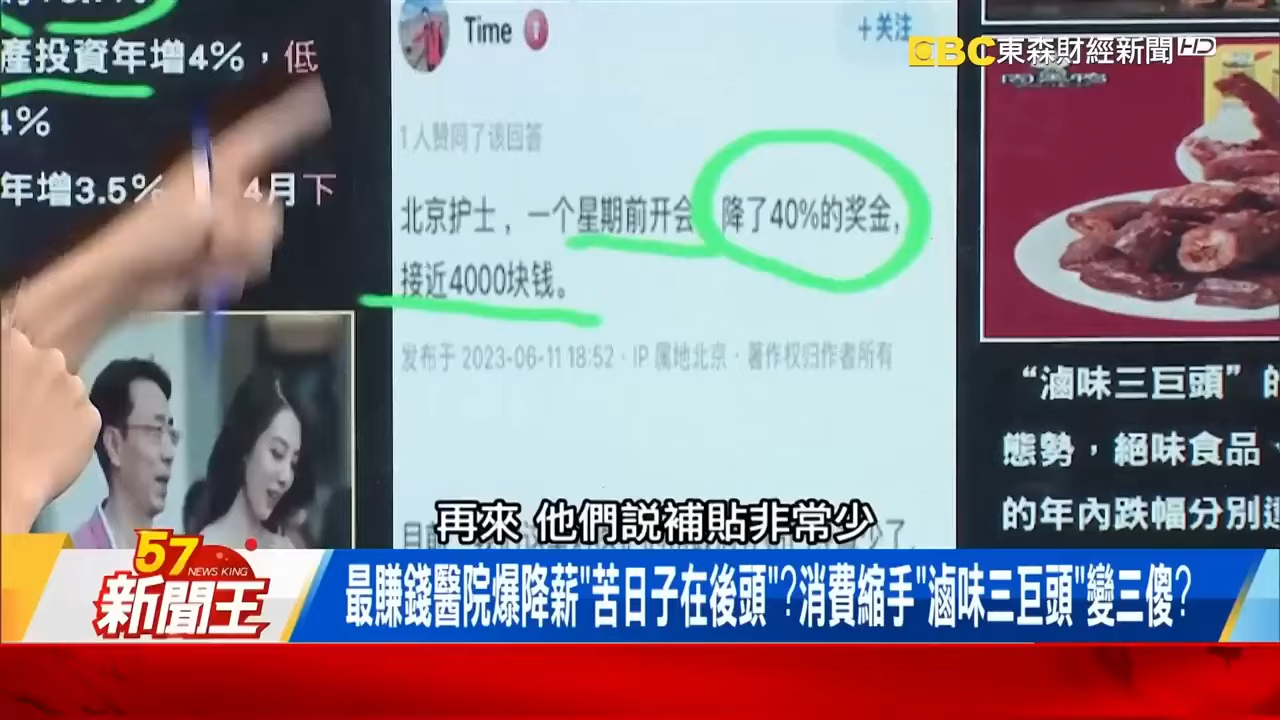 產投資年增4%，低
4%
年增3.5%
4月下
Time
+关注
EBC東森財經新聞HD
1 人赞同了该回答
北京护士，一个星期前开会
降了40%的奖金，
接近4000块钱。
发布于 2023-06-11 18:52 · IP 属地北京 · 著作权归作者所有
“滷味三巨頭”的
態勢，絕味食品、
的年內跌幅分別達
再來 他們說補貼非常少
57
NEWS KING
新聞王
最賺錢醫院爆降薪"苦日子在後頭"?消費縮手"滷味三巨頭"變三傻?